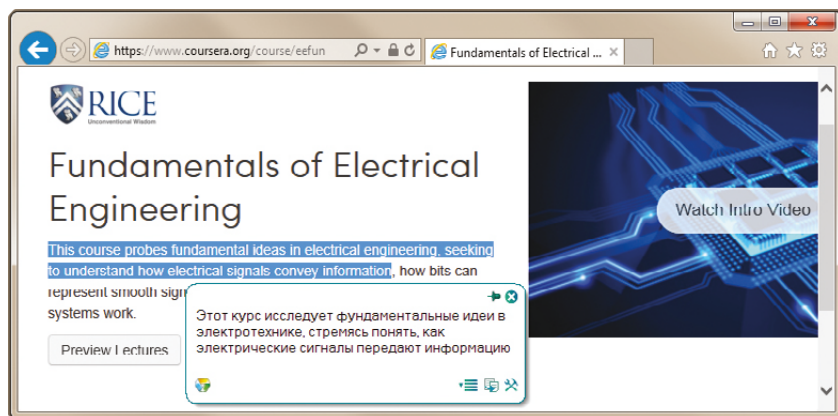 https://www.coursera.org/course/eefun
Fundamentals of Electrical ...
RICE
Unconventional Wisdom
Fundamentals of Electrical
Engineering
Watch Intro Video
This course probes fundamental ideas in electrical engineering, seeking
to understand how electrical signals convey information, how bits can
represent smooth sign
systems work.
Этот курс исследует фундаментальные идеи в
электротехнике, стремясь понять, как
электрические сигналы передают информацию
Preview Lectures